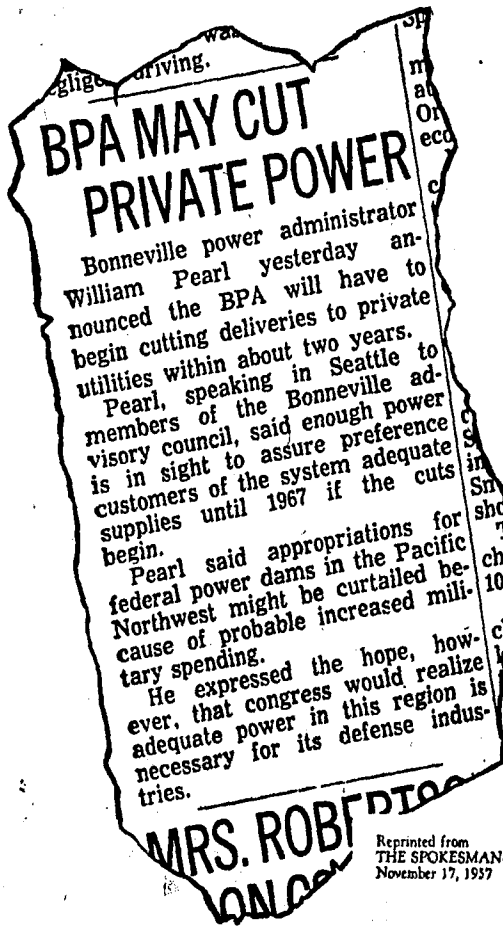 driving.
BPA MAY CUT
PRIVATE POWER
Bonneville power administrator
William Pearl yesterday an-
nounced the BPA will have to
begin cutting deliveries to private
utilities within about two years.
Pearl, speaking in Seattle to
members of the Bonneville ad-
visory council, said enough power
is in sight to assure preference
customers of the system adequate
supplies until 1967 if the cuts
begin.
Pearl said appropriations for
federal power dams in the Pacific
Northwest might be curtailed be-
cause of probable increased mili-
tary spending.
He expressed the hope, how-
ever, that congress would realize
adequate power in this region is
necessary for its defense indus-
tries.
MRS.
Reprinted from
THE SPOKESMAN
November 17, 1957